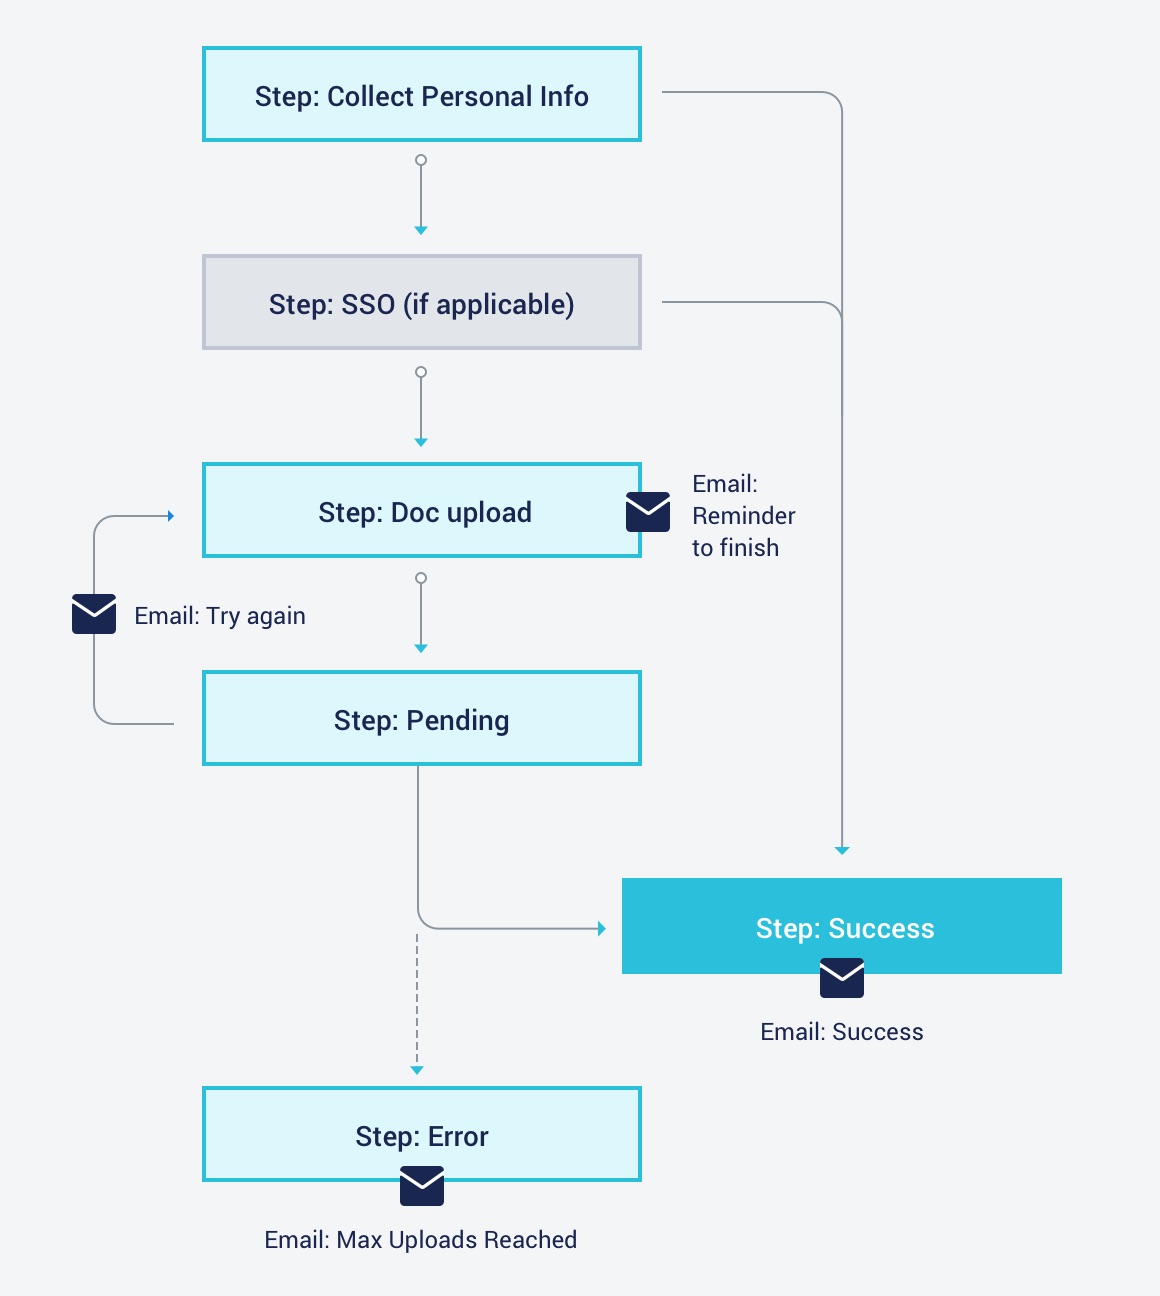 Step: Collect Personal Info
Step: SSO (if applicable)
Step: Doc upload
Email:
Reminder
to finish
Email: Try again
Step: Pending
Step: Success
Email: Success
Step: Error
Email: Max Uploads Reached